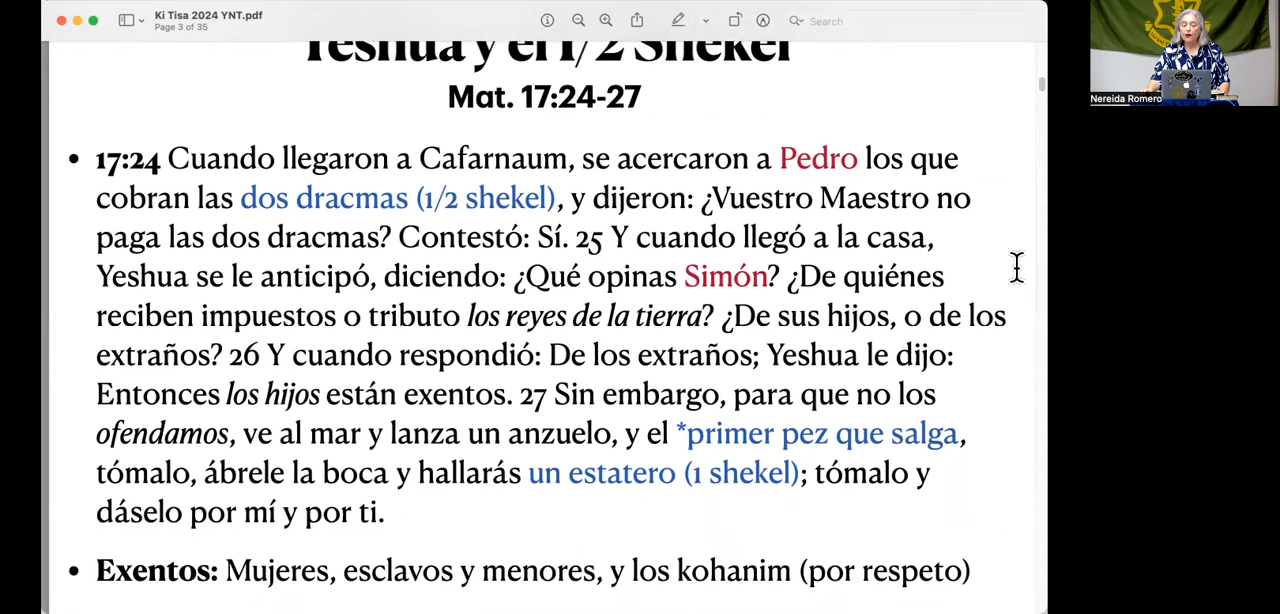 Ki Tisa 2024 YNT.pdf
Page 3 of 35
Search
Yeshua y el 1/2 Shekel
Mat. 17:24-27
• 17:24 Cuando llegaron a Cafarnaum, se acercaron a Pedro los que
cobran las dos dracmas (1/2 shekel), y dijeron: ¿Vuestro Maestro no
paga las dos dracmas? Contestó: Sí. 25 Y cuando llegó a la casa,
Yeshua se le anticipó, diciendo: ¿Qué opinas Simón? ¿De quiénes
reciben impuestos o tributo los reyes de la tierra? ¿De sus hijos, o de los
extraños? 26 Y cuando respondió: De los extraños; Yeshua le dijo:
Entonces los hijos están exentos. 27 Sin embargo, para que no los
ofendamos, ve al mar y lanza un anzuelo, y el *primer pez que salga,
tómalo, ábrele la boca y hallarás un estatero (1 shekel); tómalo y
dáselo por mí y por ti.
• Exentos: Mujeres, esclavos y menores, y los kohanim (por respeto)
Nereida Romero